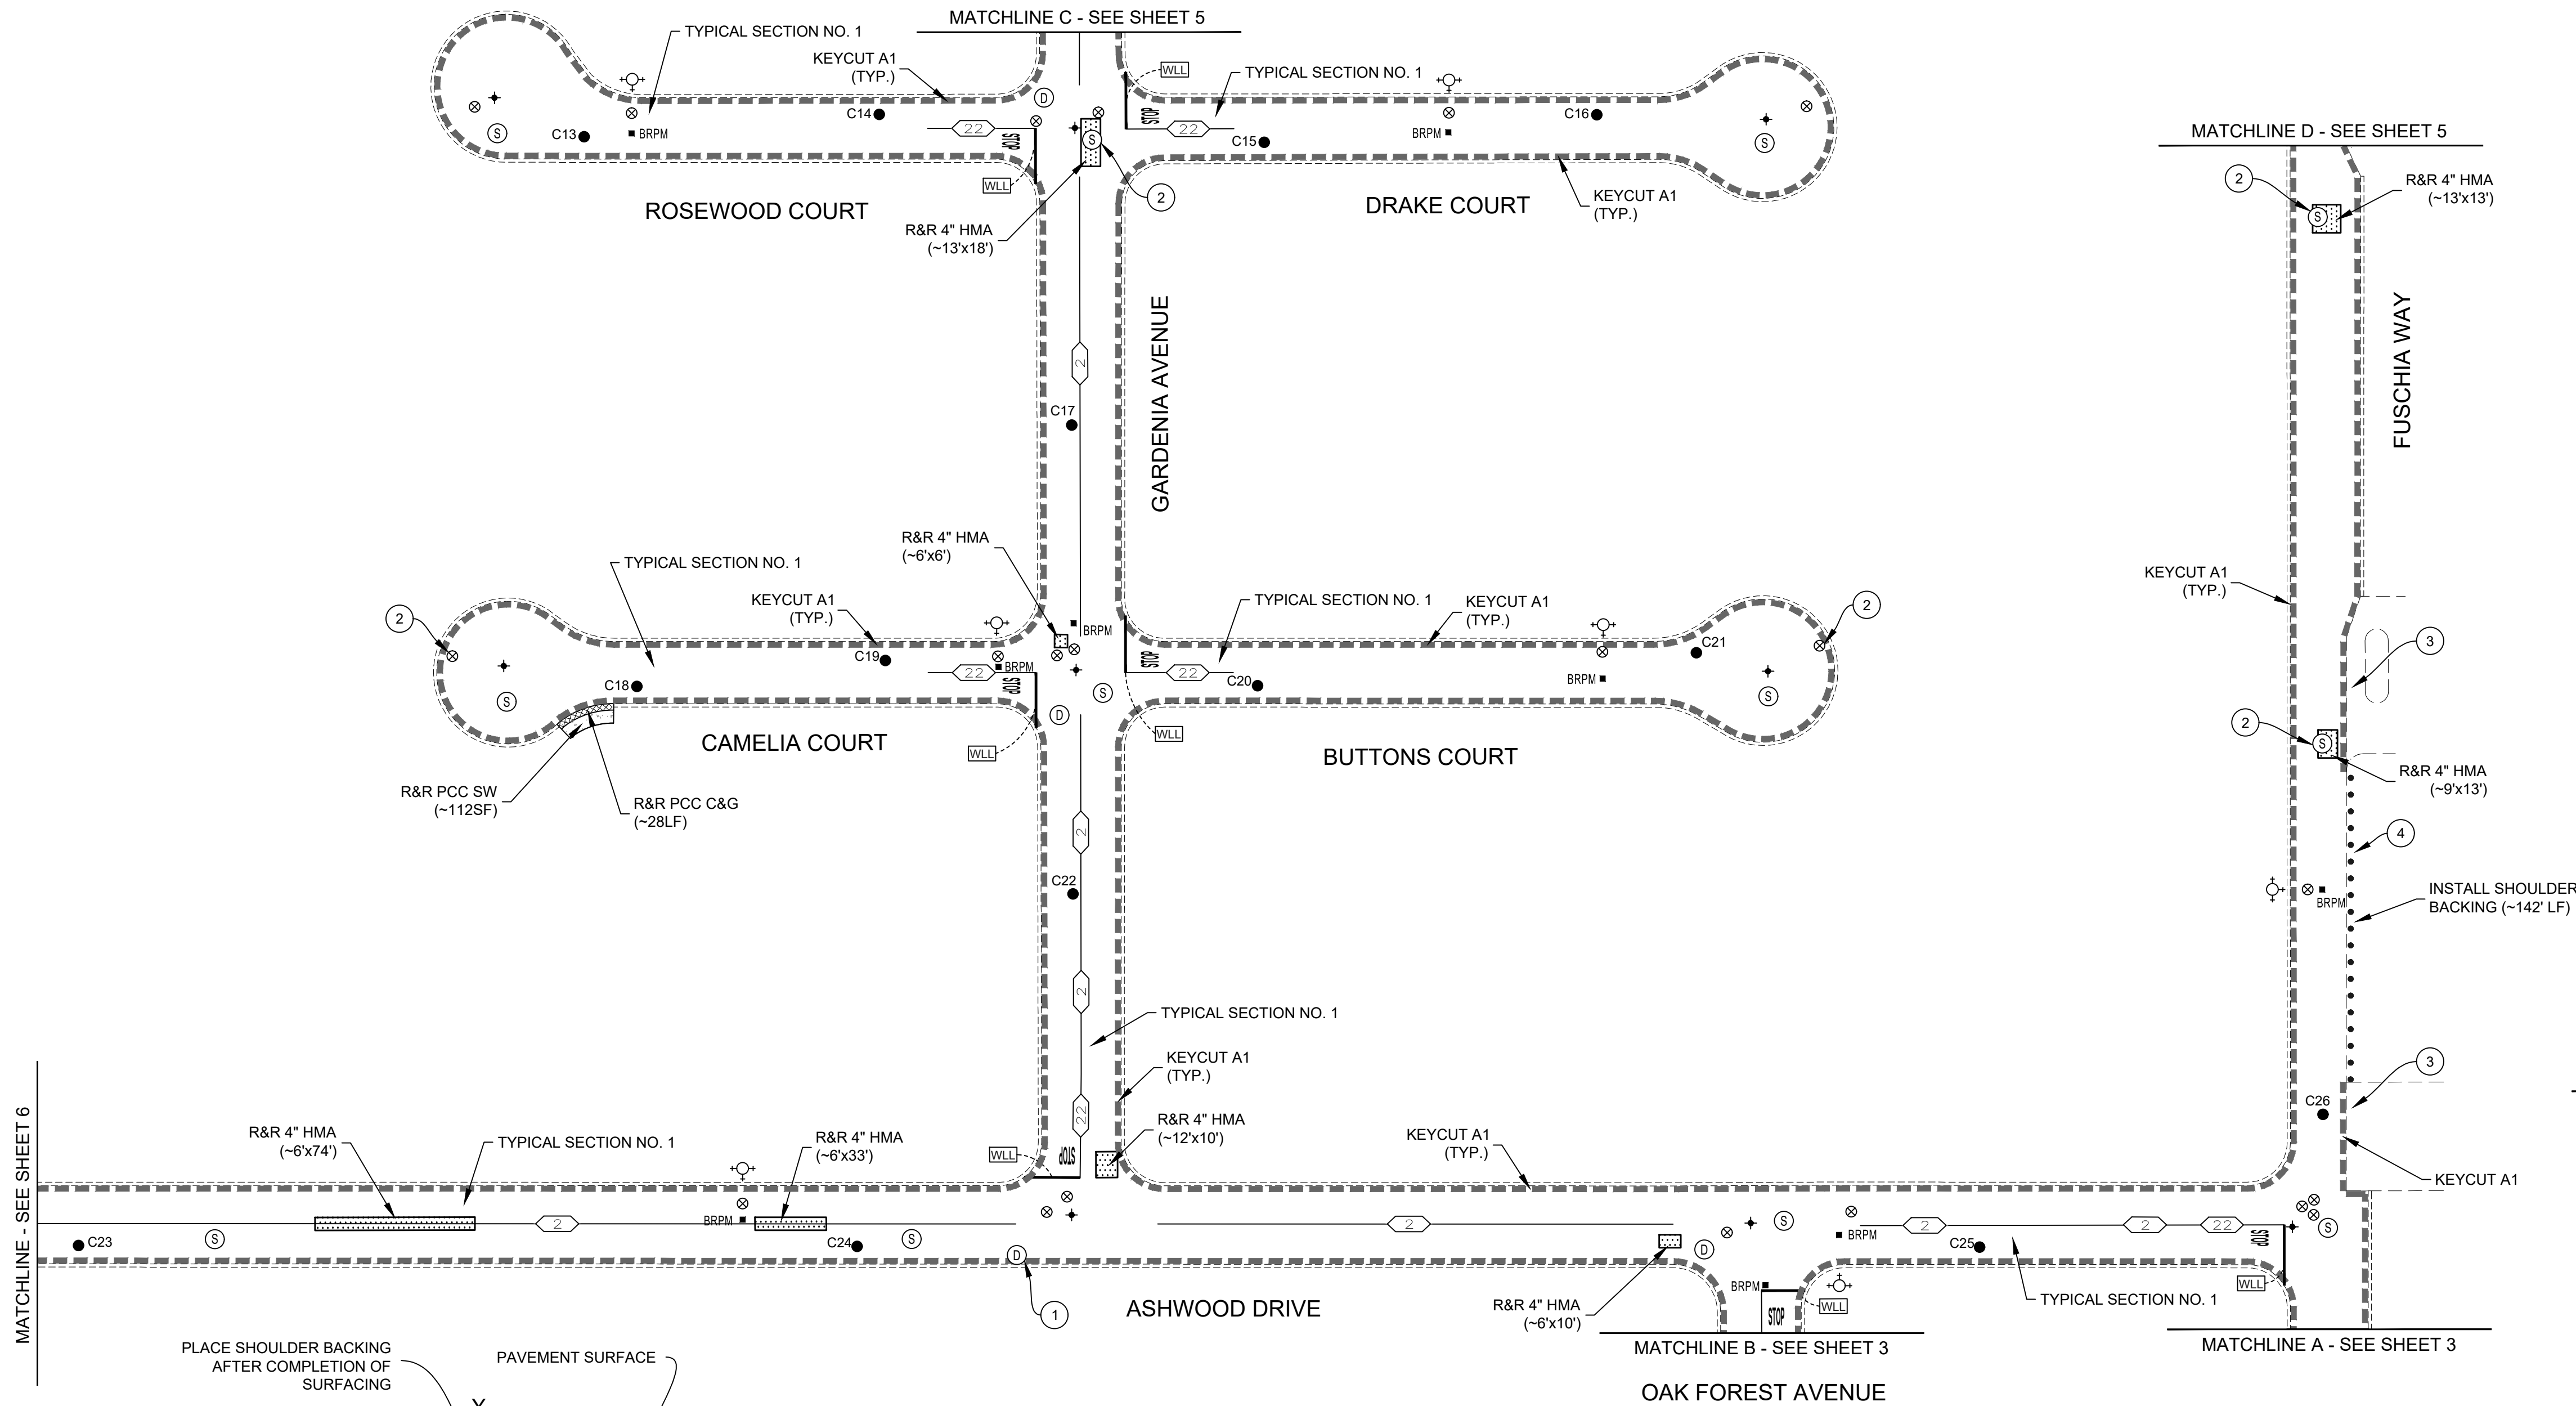 MATCHLINE C - SEE SHEET 5
TYPICAL SECTION NO. 1
KEYCUT A1
(TYP.)
WLL
TYPICAL SECTION NO. 1
D
C14
C16
C13
BRPM
22
STOP
STOP
22
C15
BRPM
S
S
S
MATCHLINE D - SEE SHEET 5
WLL
2
KEYCUT A1
(TYP.)
ROSEWOOD COURT
DRAKE COURT
R&R 4" HMA
(~13'x18')
2
S
R&R 4" HMA
(~13'x13')
GARDENIA AVENUE
FUSCHIA WAY
2
C17
R&R 4" HMA
(~6'x6')
TYPICAL SECTION NO. 1
KEYCUT A1
(TYP.)
TYPICAL SECTION NO. 1
KEYCUT A1
(TYP.)
2
2
KEYCUT A1
(TYP.)
BRPM
C19
BRPM
C21
3
22
STOP
STOP
22
C18
C20
BRPM
S
S
S
D
WLL
WLL
CAMELIA COURT
BUTTONS COURT
2
S
R&R PCC SW
(~112SF)
R&R PCC C&G
(~28LF)
R&R 4" HMA
(~9'x13')
2
4
C22
BRPM
INSTALL SHOULDER
BACKING (~142' LF)
2
TYPICAL SECTION NO. 1
KEYCUT A1
(TYP.)
3
C26
22
R&R 4" HMA
(~12'x10')
MATCHLINE - SEE SHEET 6
R&R 4" HMA
(~6'x74')
TYPICAL SECTION NO. 1
R&R 4" HMA
(~6'x33')
WLL
STOP
KEYCUT A1
(TYP.)
KEYCUT A1
BRPM
2
2
2
2
22
STOP
C23
S
C24
S
D
D
S
BRPM
C25
S
1
ASHWOOD DRIVE
R&R 4" HMA
(~6'x10')
BRPM
STOP
WLL
WLL
TYPICAL SECTION NO. 1
MATCHLINE B - SEE SHEET 3
MATCHLINE A - SEE SHEET 3
OAK FOREST AVENUE
PLACE SHOULDER BACKING
AFTER COMPLETION OF
SURFACING
PAVEMENT SURFACE